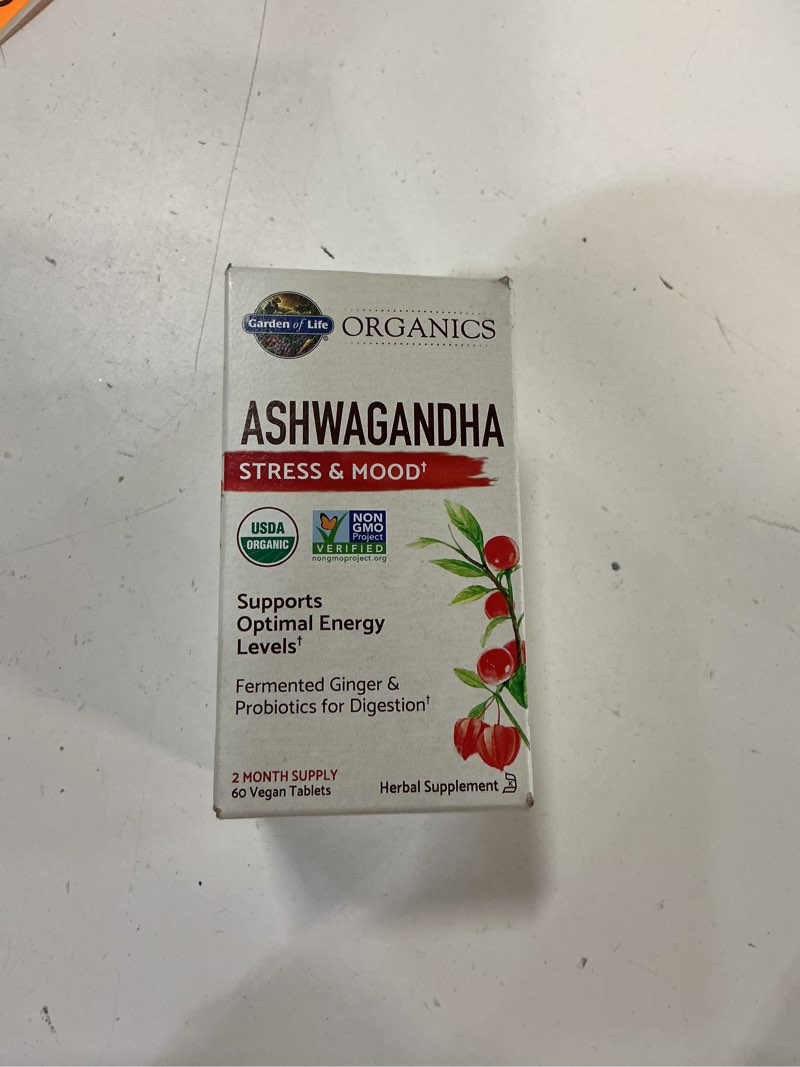 Garden of Life
ORGANICS
ASHWAGANDHA
STRESS & MOOD†
USDA
ORGANIC
NON
GMO
Project
VERIFIED
nongmoproject.org
Supports
Optimal Energy
Levels†
Fermented Ginger &
Probiotics for Digestion†
2 MONTH SUPPLY
60 Vegan Tablets
Herbal Supplement